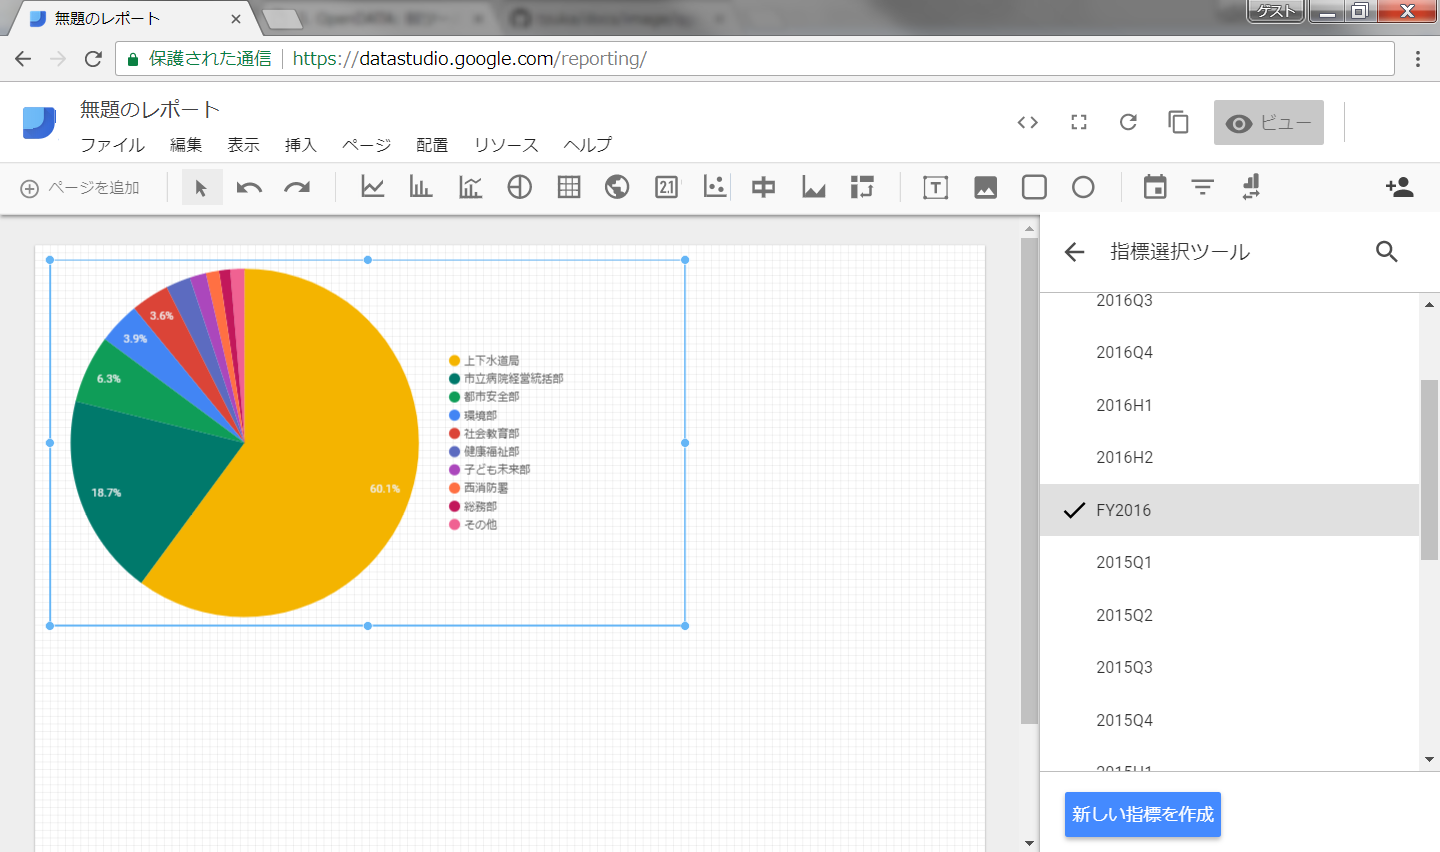 無題のレポート
ゲスト
保護された通信
https://datastudio.google.com/reporting/
無題のレポート
ファイル 編集 表示 挿入 ページ 配置 リソース ヘルプ
ビュー
ページを追加
2.1
T
指標選択ツール
2016Q3
2016Q4
2016H1
2016H2
FY2016
2015Q1
2015Q2
2015Q3
2015Q4
2015H1
新しい指標を作成
3.6%
3.9%
6.3%
18.7%
60.1%
上下水道局
市立病院経営統括部
都市安全部
環境部
社会教育部
健康福祉部
子ども未来部
西消防署
総務部
その他